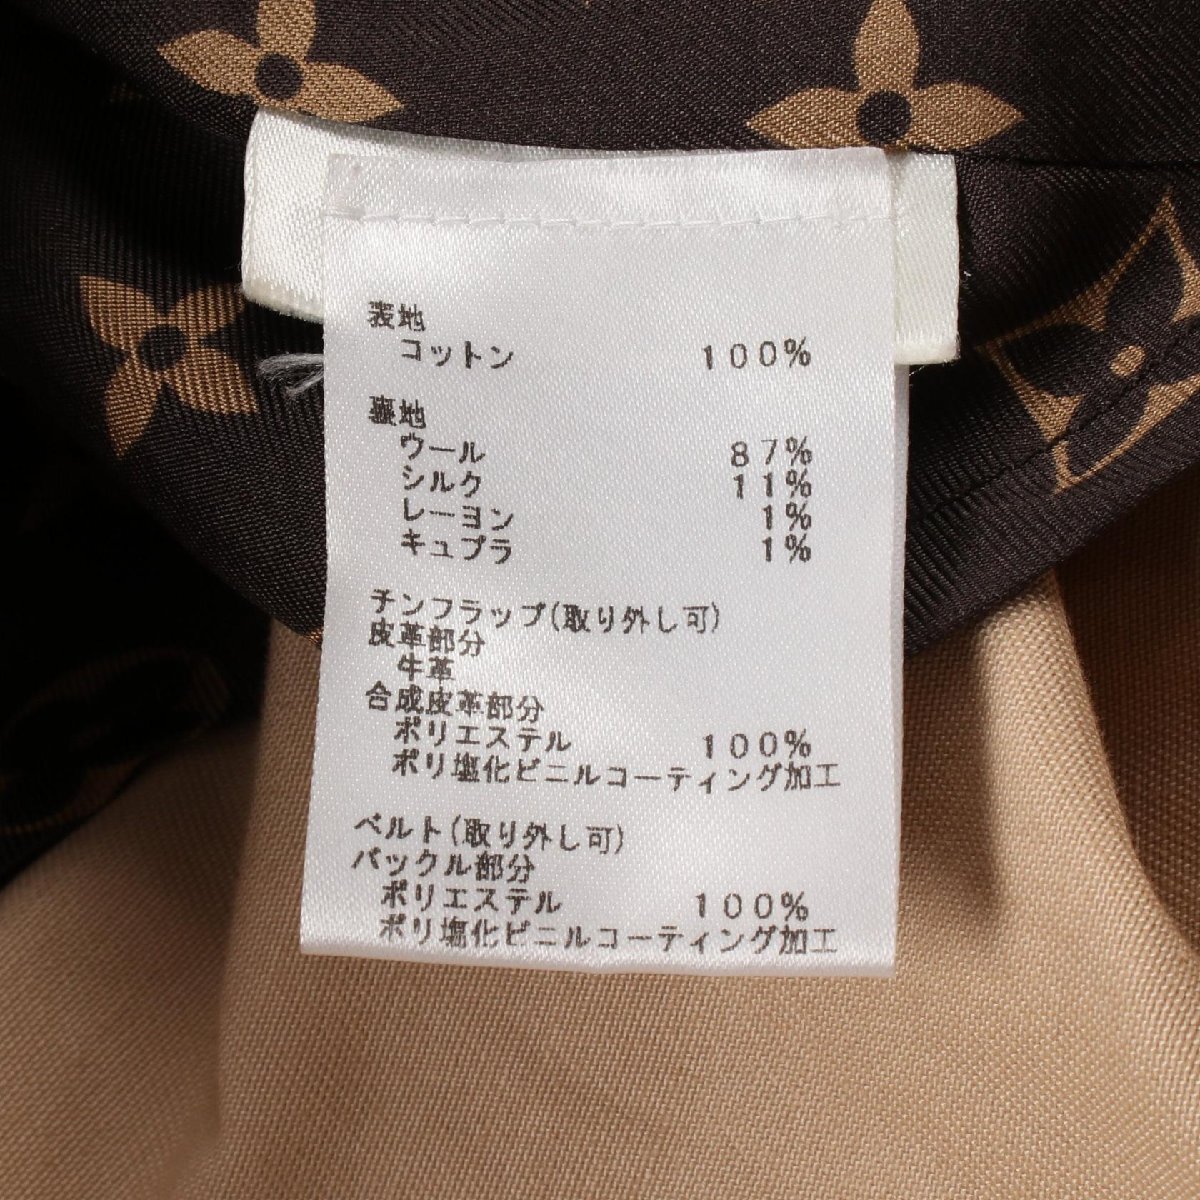 表地
コットン 100%
裏地
ウール 87%
シルク 11%
レーヨン 1%
キュプラ 1%
チンフラップ(取り外し可)
皮革部分
牛革
合成皮革部分
ポリエステル 100%
ポリ塩化ビニルコーティング加工
ベルト(取り外し可)
バックル部分
ポリエステル 100%
ポリ塩化ビニルコーティング加工